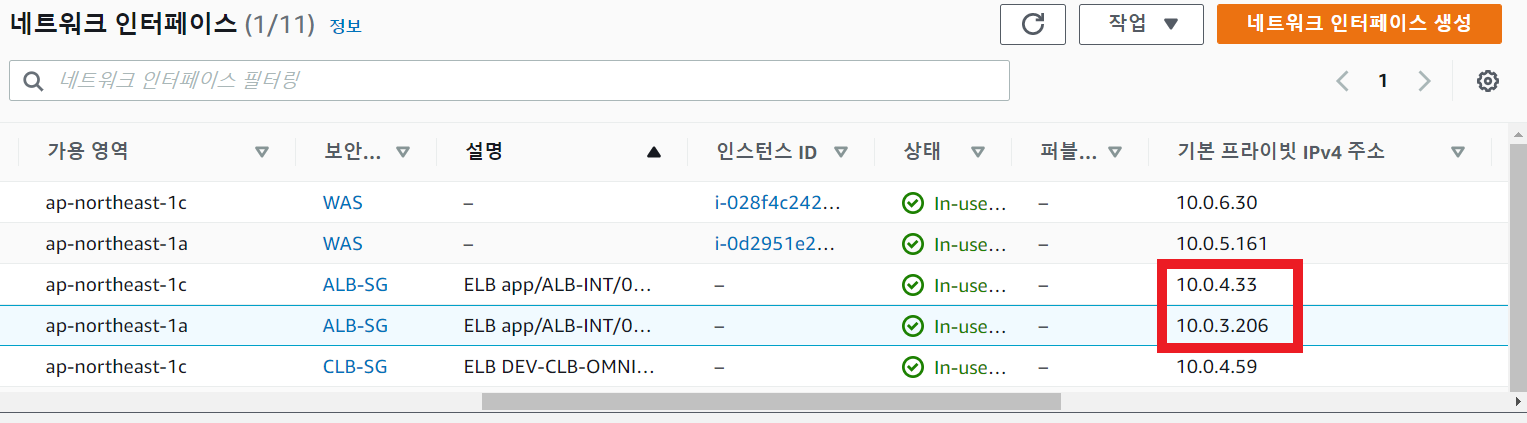 네트워크 인터페이스 (1/11) 정보 작업 네트워크 인터페이스 생성
네트워크 인터페이스 필터링 1
가용 영역 보안... 설명 인스턴스 ID 상태 퍼블... 기본 프라이빗 IPv4 주소
ap-northeast-1c WAS – i-028f4c242... In-use... – 10.0.6.30
ap-northeast-1a WAS – i-0d2951e2... In-use... – 10.0.5.161
ap-northeast-1c ALB-SG ELB app/ALB-INT/0... – In-use... – 10.0.4.33
ap-northeast-1a ALB-SG ELB app/ALB-INT/0... – In-use... – 10.0.3.206
ap-northeast-1c CLB-SG ELB DEV-CLB-OMNI... – In-use... – 10.0.4.59